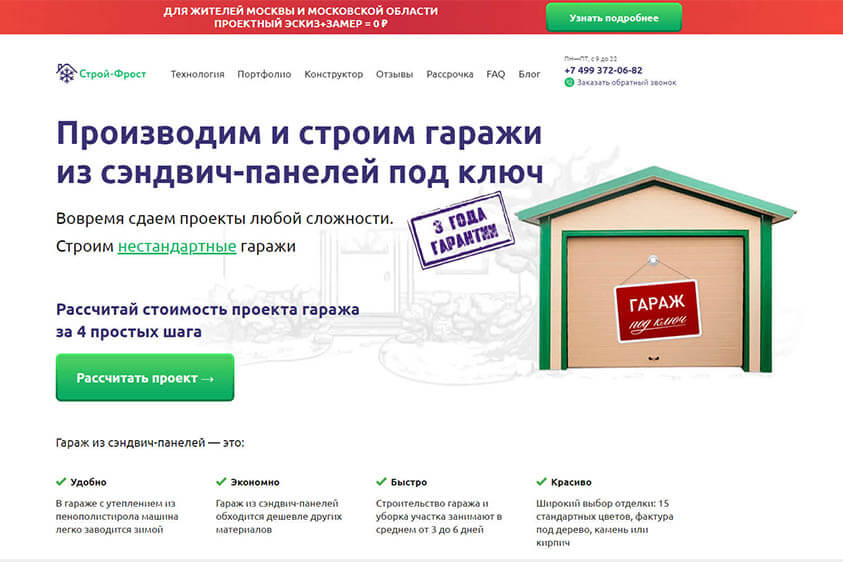 ДЛЯ ЖИТЕЛЕЙ МОСКВЫ И МОСКОВСКОЙ ОБЛАСТИ
ПРОЕКТНЫЙ ЭСКИЗ+ЗАМЕР = 0 ₽
Узнать подробнее
Строй-Фрост
Технология Портфолио Конструктор Отзывы Рассрочка FAQ Блог
ПН—ПТ, с 9 до 22
+7 499 372-06-82
Заказать обратный звонок
Производим и строим гаражи
из сэндвич-панелей под ключ
Вовремя сдаем проекты любой сложности.
Строим нестандартные гаражи
3 ГОДА
ГАРАНТИИ
ГАРАЖ
под ключ
Рассчитай стоимость проекта гаража
за 4 простых шага
Рассчитать проект →
Гараж из сэндвич-панелей — это:
Удобно
В гараже с утеплением из
пенополистирола машина
легко заводится зимой
Экономно
Гараж из сэндвич-панелей
обходится дешевле других
материалов
Быстро
Строительство гаража и
уборка участка занимают в
среднем от 3 до 6 дней
Красиво
Широкий выбор отделки: 15
стандартных цветов, фактура
под дерево, камень или
кирпич